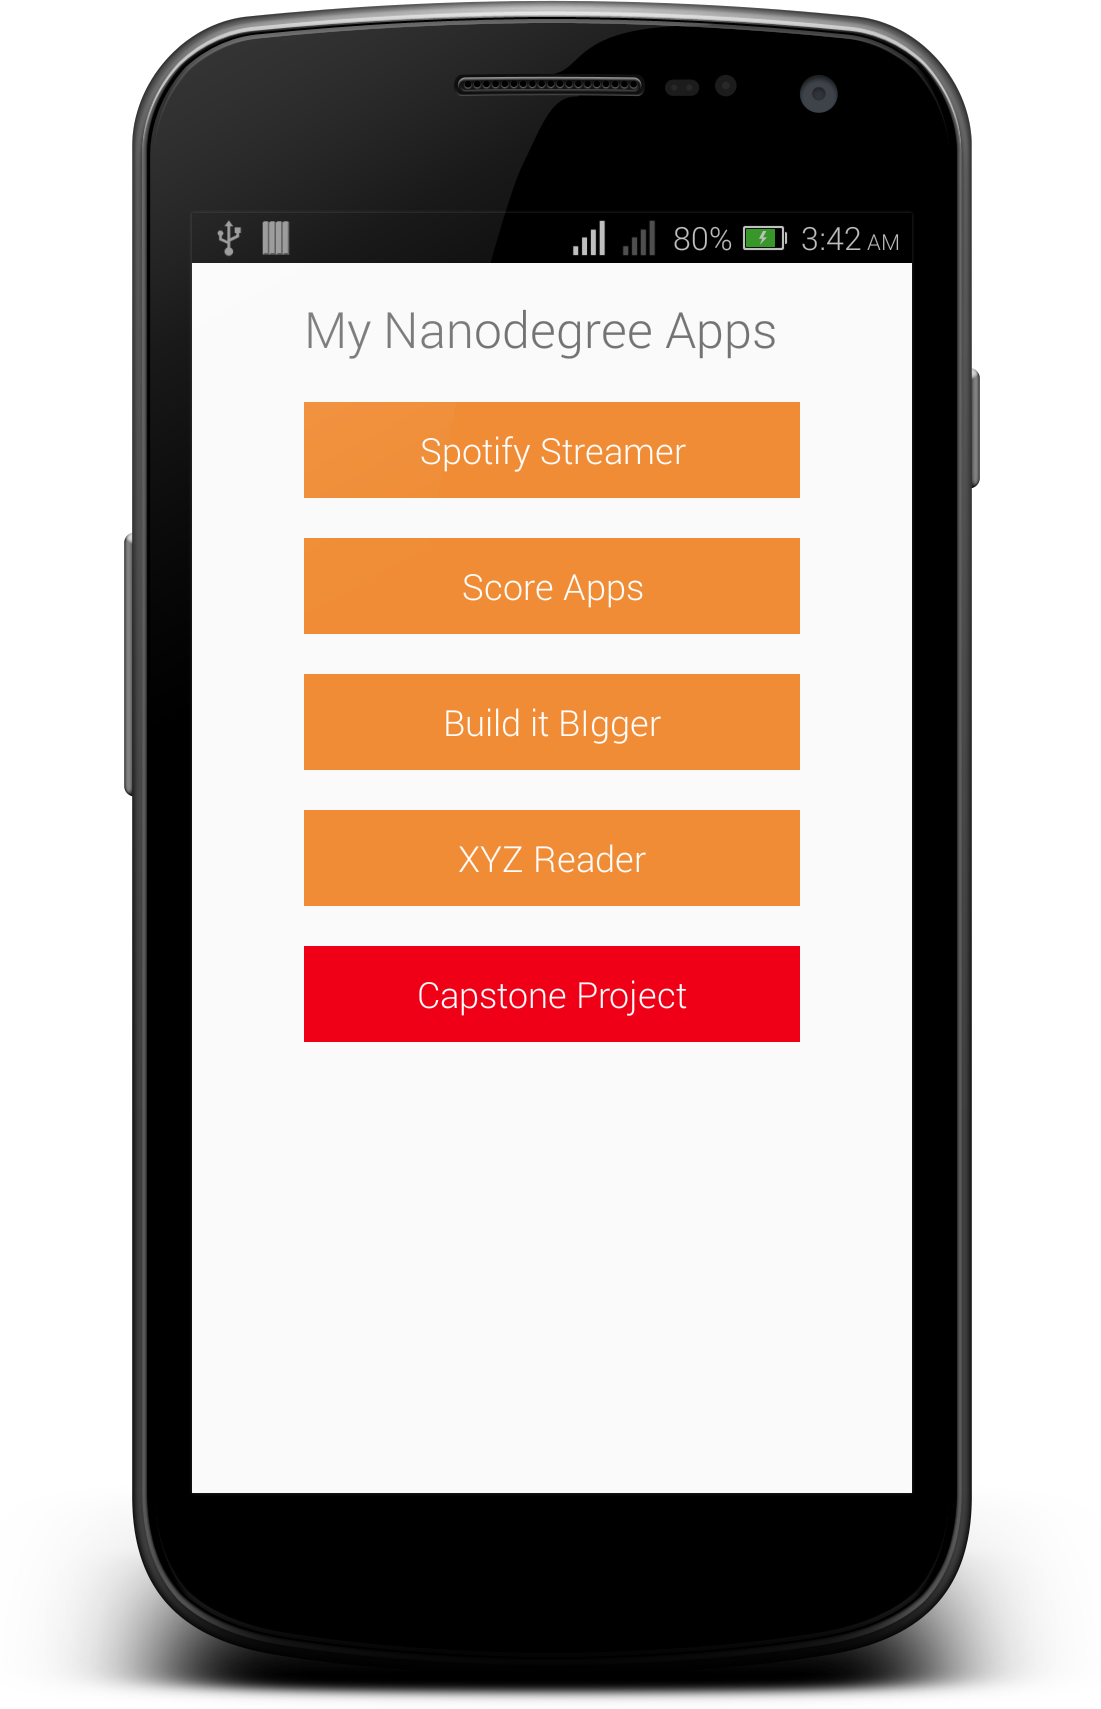 80% 3:42 AM
My Nanodegree Apps
Spotify Streamer
Score Apps
Build it BIgger
XYZ Reader
Capstone Project